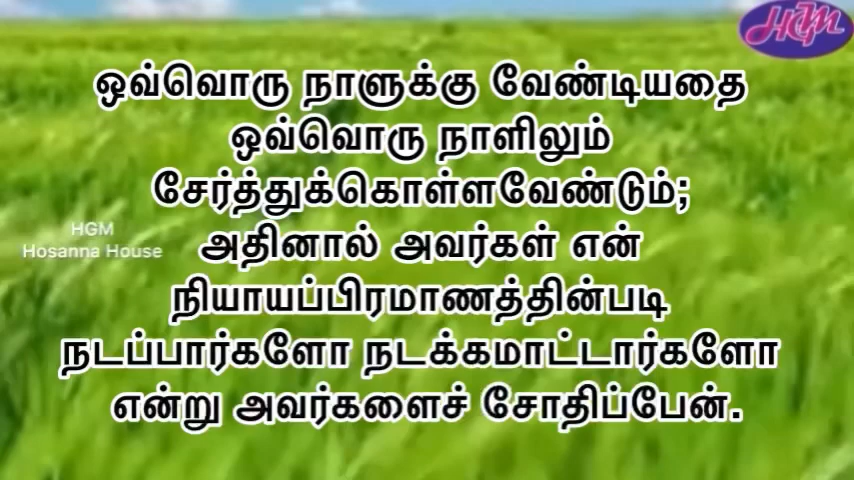 HGM
ஒவ்வொரு நாளுக்கு வேண்டியதை
ஒவ்வொரு நாளிலும்
சேர்த்துக்கொள்ளவேண்டும்;
அதினால் அவர்கள் என்
நியாயப்பிரமாணத்தின்படி
நடப்பார்களோ நடக்கமாட்டார்களோ
என்று அவர்களைச் சோதிப்பேன்.
HGM
Hosanna House